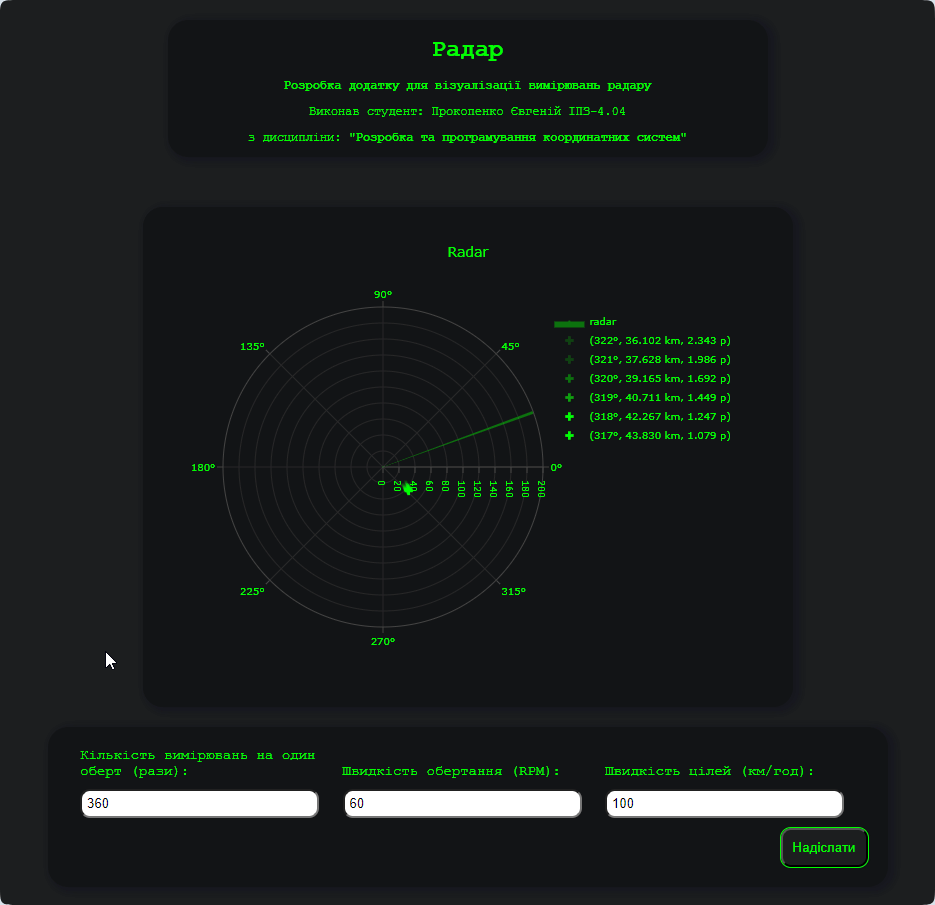 Радар
Розробка додатку для візуалізації вимірювань радару
Виконав студент: Прокопенко Євгеній ІПЗ-4.04
з дисципліни: "Розробка та програмування координатних систем"
Radar
90°
135°
45°
180°
0°
225°
315°
270°
0
20
40
60
80
100
120
140
160
180
200
radar
(322°, 36.102 km, 2.343 p)
(321°, 37.628 km, 1.986 p)
(320°, 39.165 km, 1.692 p)
(319°, 40.711 km, 1.449 p)
(318°, 42.267 km, 1.247 p)
(317°, 43.830 km, 1.079 p)
Кількість вимірювань на один
оберт (рази):
360
Швидкість обертання (RPM):
60
Швидкість цілей (км/год):
100
Надіслати